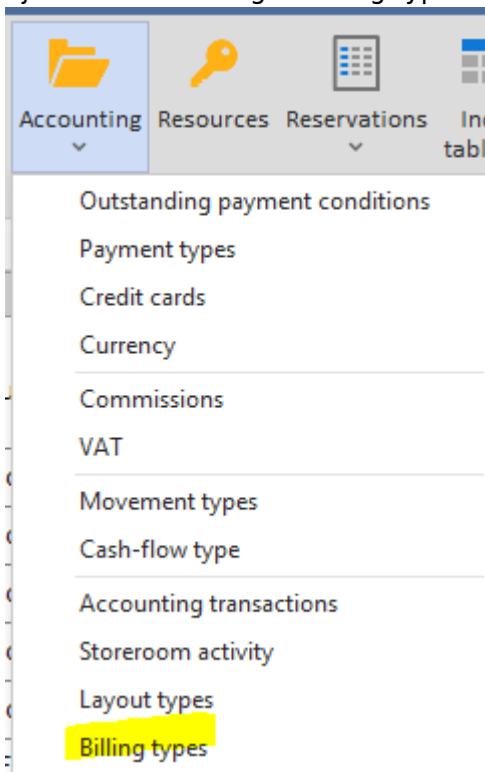 Accounting Resources Reservations
Outstanding payment conditions
Payment types
Credit cards
Currency
Commissions
VAT
Movement types
Cash-flow type
Accounting transactions
Storeroom activity
Layout types
Billing types